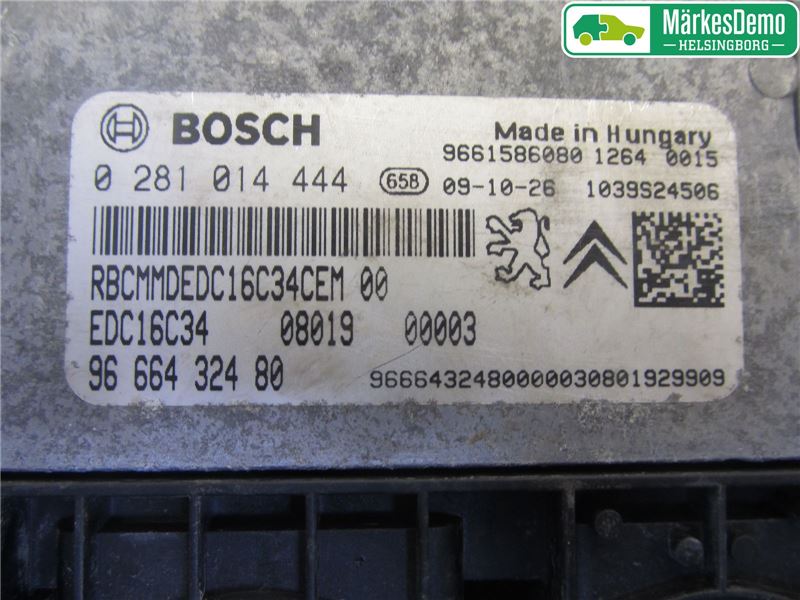 MärkesDemo
HELSINGBORG
BOSCH
Made in Hungary
9661586080 1264 0015
0 281 014 444 658 09-10-26 1039S24506
RBCMMDEDC16C34CEM 00
EDC16C34 08019 00003
96 664 324 80 9666432480000030801929909